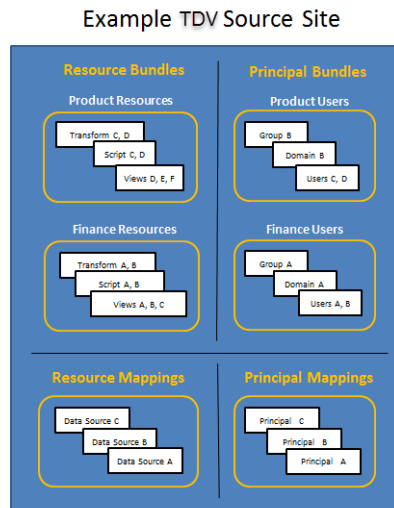 Example TDV Source Site
Resource Bundles
Principal Bundles
Product Resources
Product Users
Transform C, D
Script C, D
Views D, E, F
Group B
Domain B
Users C, D
Finance Resources
Finance Users
Transform A, B
Script A, B
Views A, B, C
Group A
Domain A
Users A, B
Resource Mappings
Principal Mappings
Data Source C
Data Source B
Data Source A
Principal C
Principal B
Principal A